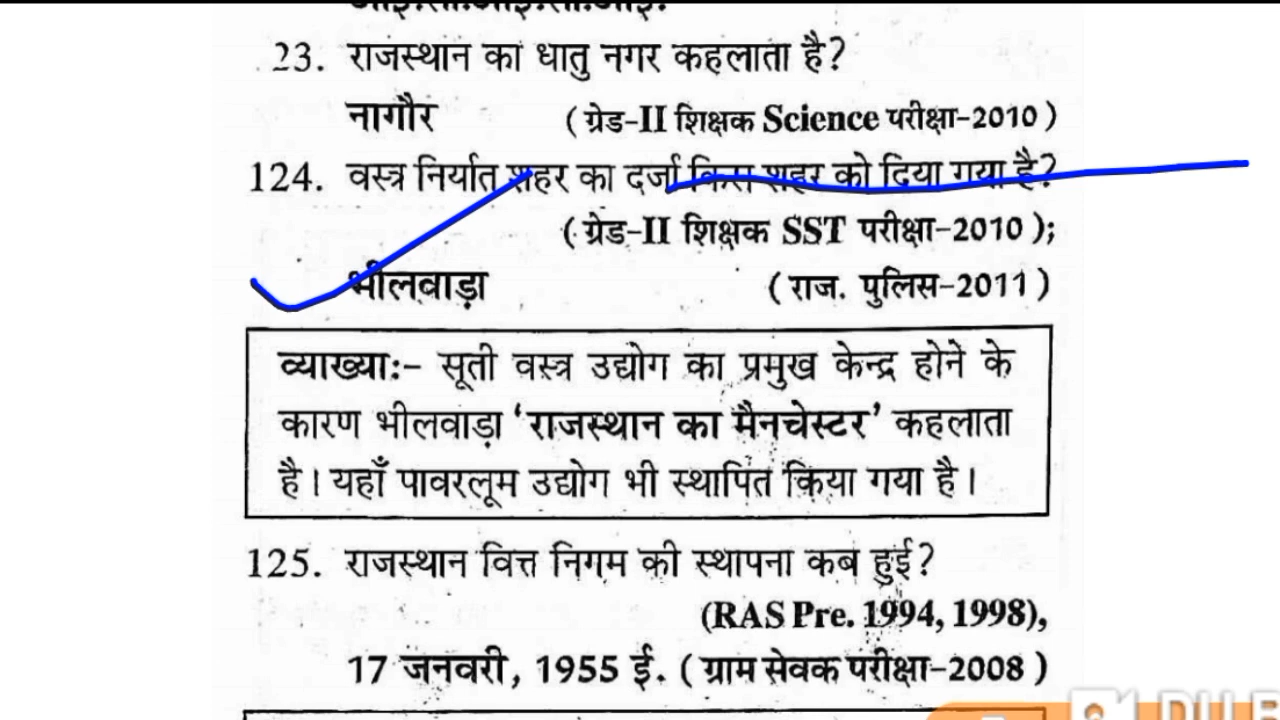 23. राजस्थान का धातु नगर कहलाता है?
नागौर (ग्रेड-II शिक्षक Science परीक्षा-2010)
124. वस्त्र निर्यात शहर का दर्जा किस शहर को दिया गया है?
(ग्रेड-II शिक्षक SST परीक्षा-2010);
भीलवाड़ा (राज. पुलिस-2011)
व्याख्या:- सूती वस्त्र उद्योग का प्रमुख केन्द्र होने के
कारण भीलवाड़ा 'राजस्थान का मैनचेस्टर' कहलाता
है। यहाँ पावरलूम उद्योग भी स्थापित किया गया है।
125. राजस्थान वित्त निगम की स्थापना कब हुई?
(RAS Pre. 1994, 1998),
17 जनवरी, 1955 ई. (ग्राम सेवक परीक्षा-2008)